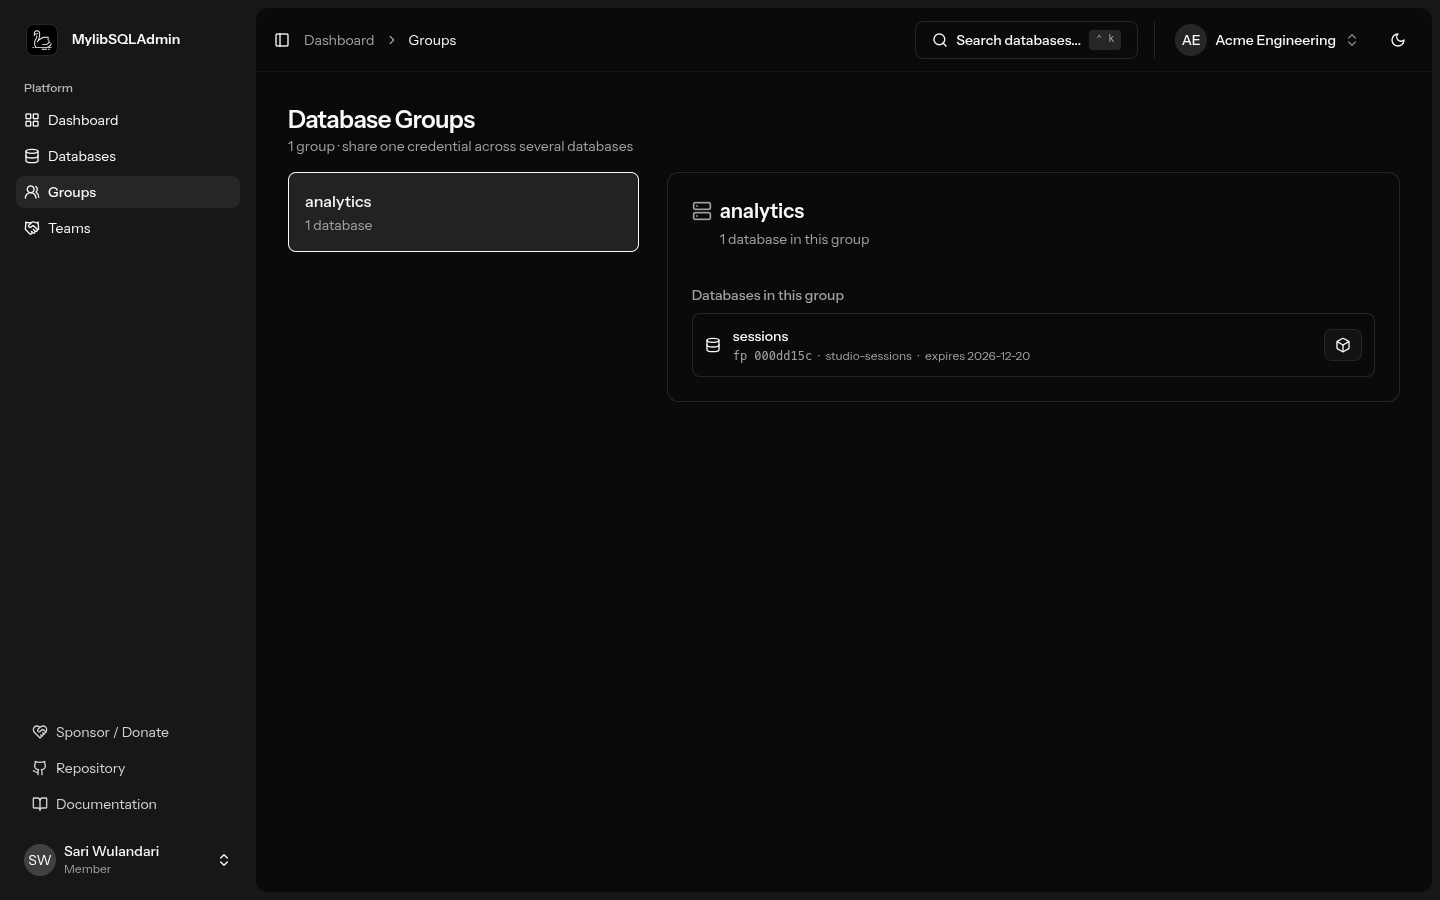 MylibSQLAdmin
Platform
Dashboard
Databases
Groups
Teams
Sponsor / Donate
Repository
Documentation
SW
Sari Wulandari
Member
Dashboard > Groups
Search databases... ^ k
AE Acme Engineering
Database Groups
1 group · share one credential across several databases
analytics
1 database
analytics
1 database in this group
Databases in this group
sessions
fp 000dd15c · studio-sessions · expires 2026-12-20